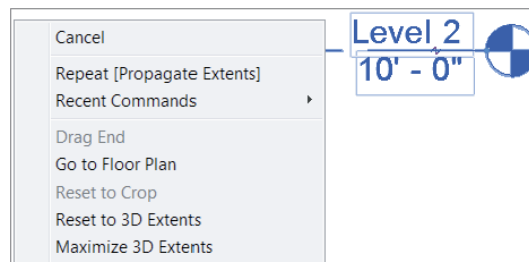 Cancel
Repeat [Propagate Extents]
Recent Commands
Drag End
Go to Floor Plan
Reset to Crop
Reset to 3D Extents
Maximize 3D Extents
Level 2
10' - 0"